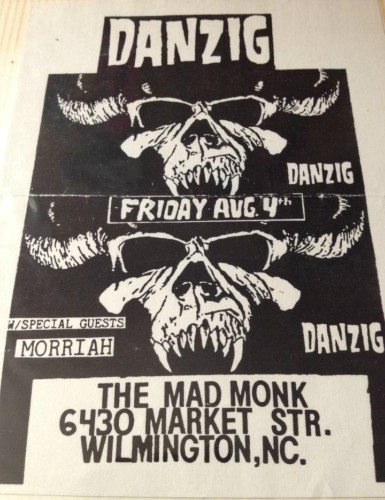 DANZIG
DANZIG
FRIDAY AUG. 4th
W/SPECIAL GUESTS
MORRIAH
DANZIG
THE MAD MONK
6430 MARKET STR.
WILMINGTON, NC.